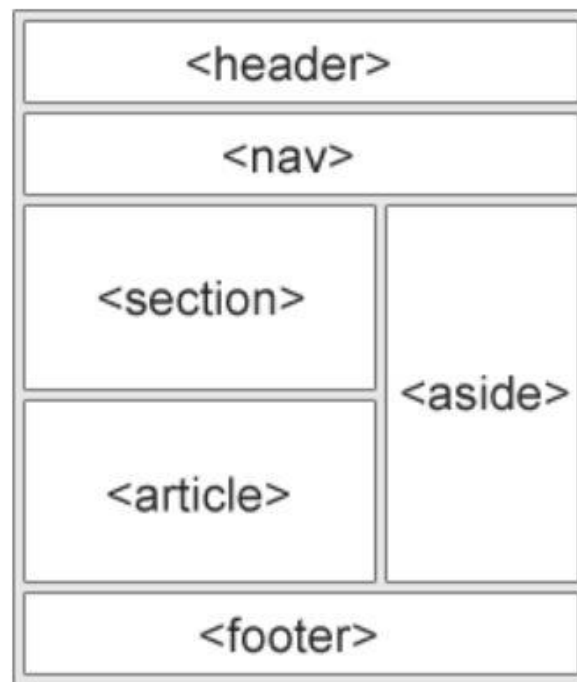 <header>
<nav>
<section>
<aside>
<article>
<footer>